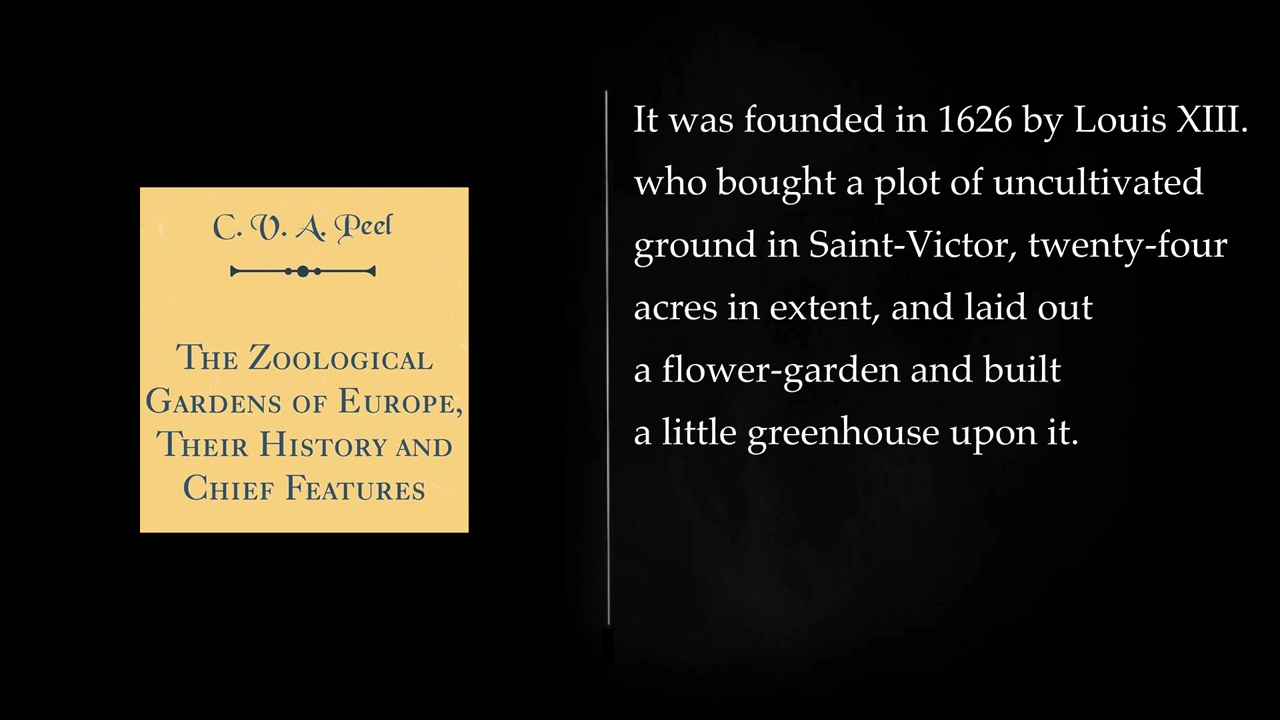 C. V. A. Peel
The Zoological
Gardens of Europe,
Their History and
Chief Features
It was founded in 1626 by Louis XIII.
who bought a plot of uncultivated
ground in Saint-Victor, twenty-four
acres in extent, and laid out
a flower-garden and built
a little greenhouse upon it.